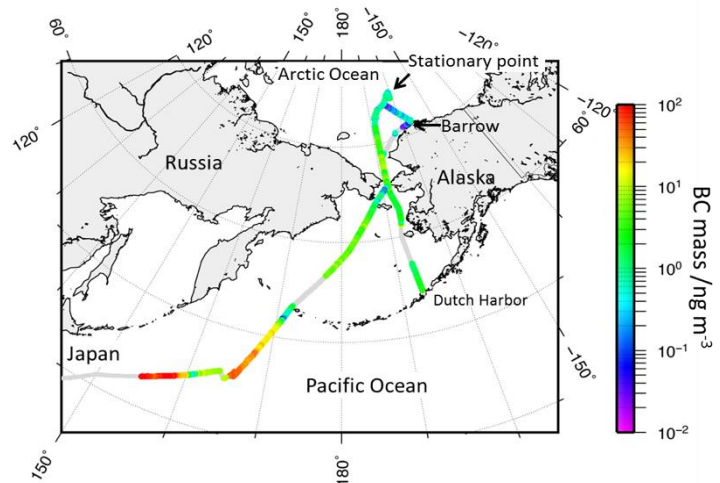 60° 120° 150° 180° −150° −120°
Arctic Ocean
Stationary point
120°
−120°
Barrow
60°
Russia
Alaska
Dutch Harbor
Japan
Pacific Ocean
−150°
150°
180°
10²
10¹
10⁰
10⁻¹
10⁻²
BC mass /ng m⁻³